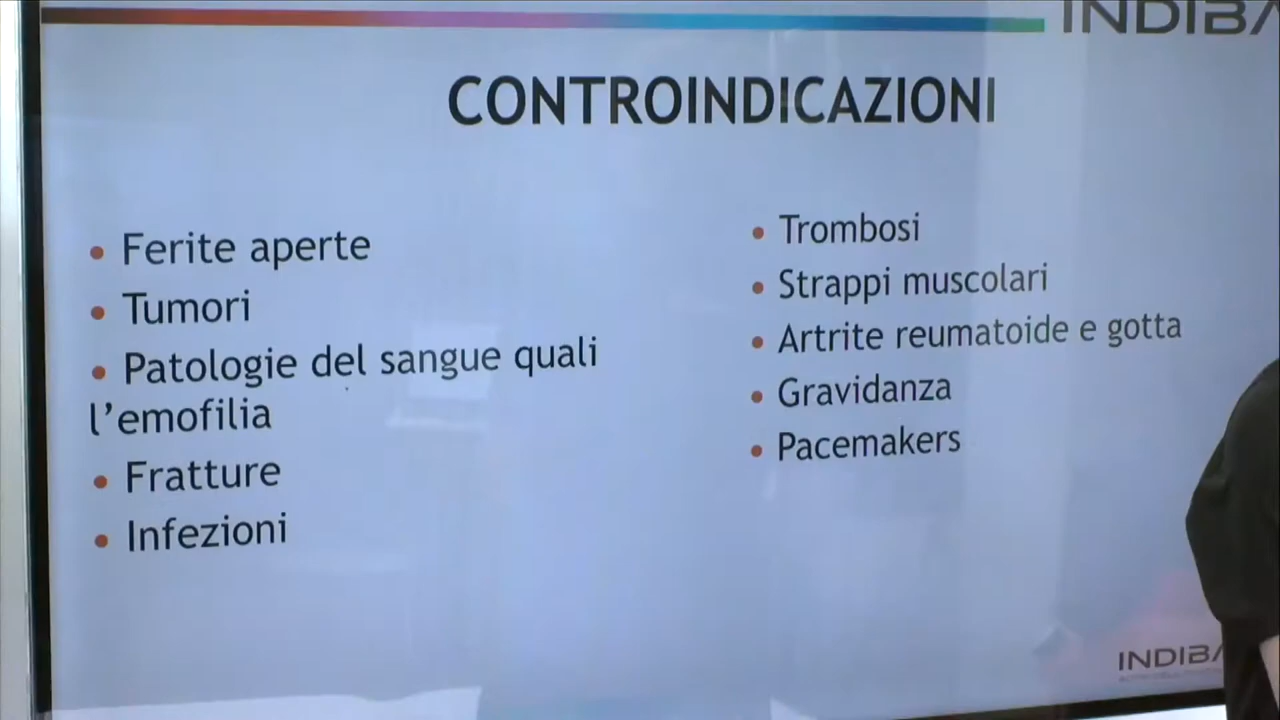 INDIBA
CONTROINDICAZIONI
• Ferite aperte
• Tumori
• Patologie del sangue quali
l'emofilia
• Fratture
• Infezioni
• Trombosi
• Strappi muscolari
• Artrite reumatoide e gotta
• Gravidanza
• Pacemakers
INDIBA